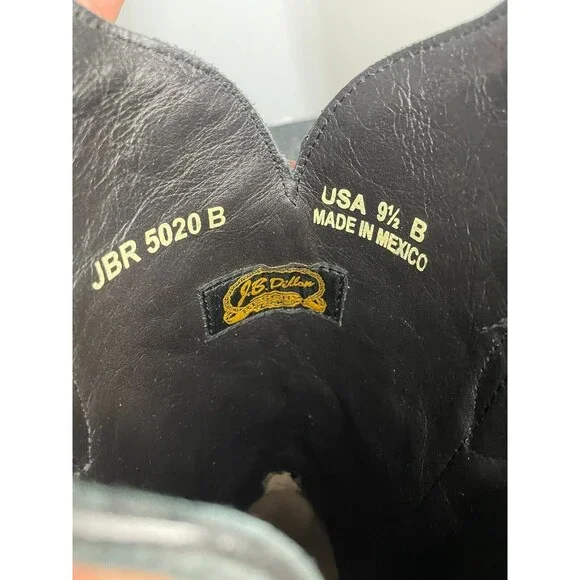 JBR 5020 B
USA 9½ B
MADE IN MEXICO
J.B. Dillon